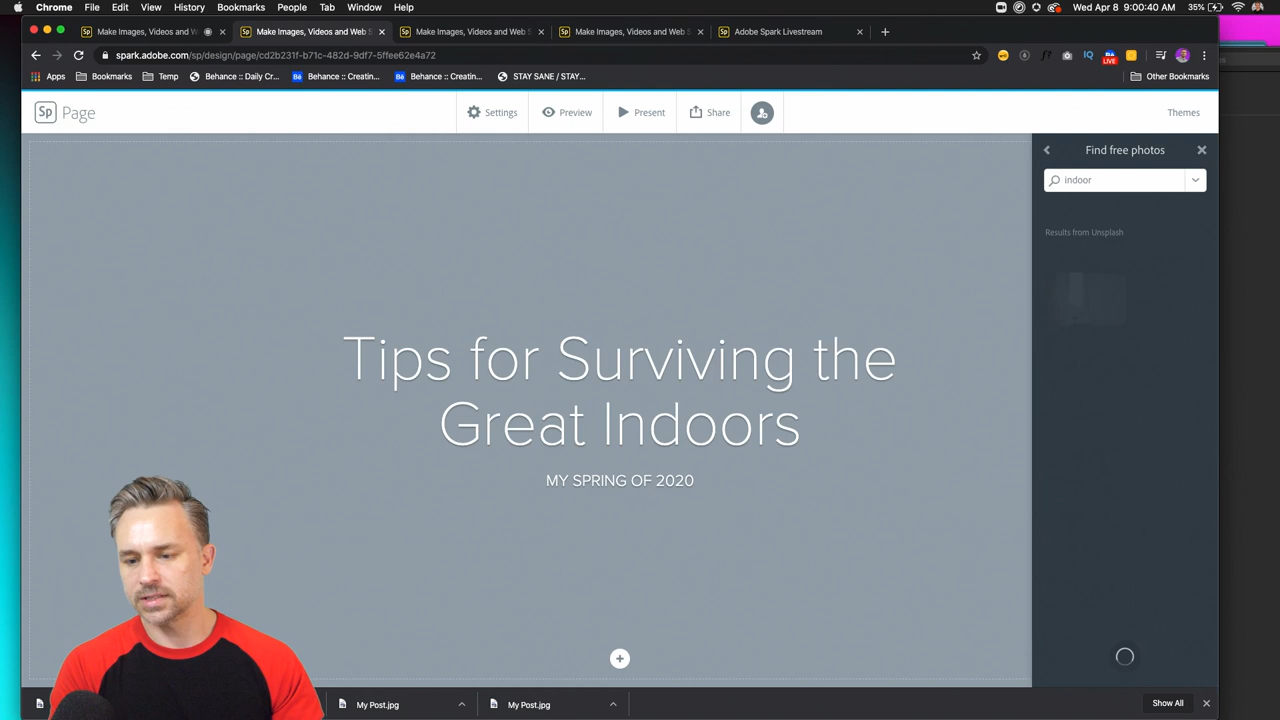 Chrome File Edit View History Bookmarks People Tab Window Help Wed Apr 8 9:00:40 AM 35%
Make Images, Videos and W Make Images, Videos and Web S Make Images, Videos and Web S Make Images, Videos and Web S Adobe Spark Livestream
spark.adobe.com/sp/design/page/cd2b231f-b71c-482d-9df7-5ffee62e4a72
Apps Bookmarks Temp Behance :: Daily Cr... Behance :: Creatin... Behance :: Creatin... STAY SANE / STAY... Other Bookmarks
LIVE
Sp Page Settings Preview Present Share Themes
Find free photos
indoor
Results from Unsplash
Tips for Surviving the
Great Indoors
MY SPRING OF 2020
My Post.jpg My Post.jpg Show All